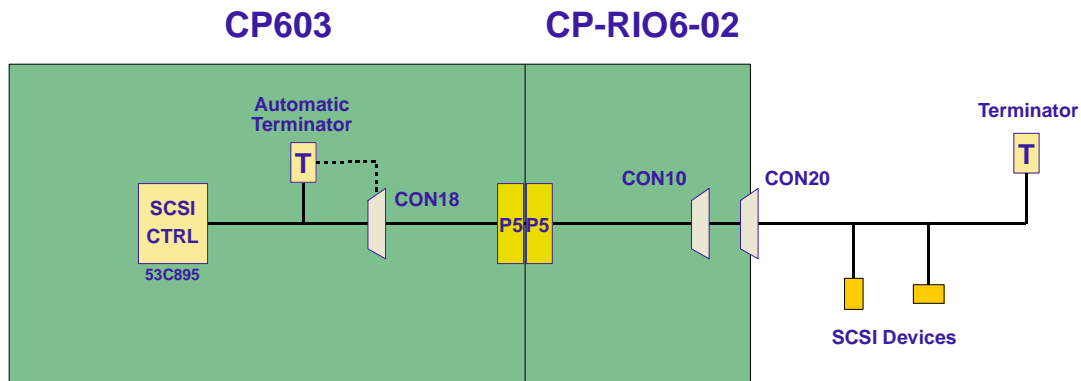 CP603
CP-RIO6-02
Automatic
Terminator
T
Terminator
T
CON18
CON10
CON20
SCSI
CTRL
53C895
P5
P5
SCSI Devices